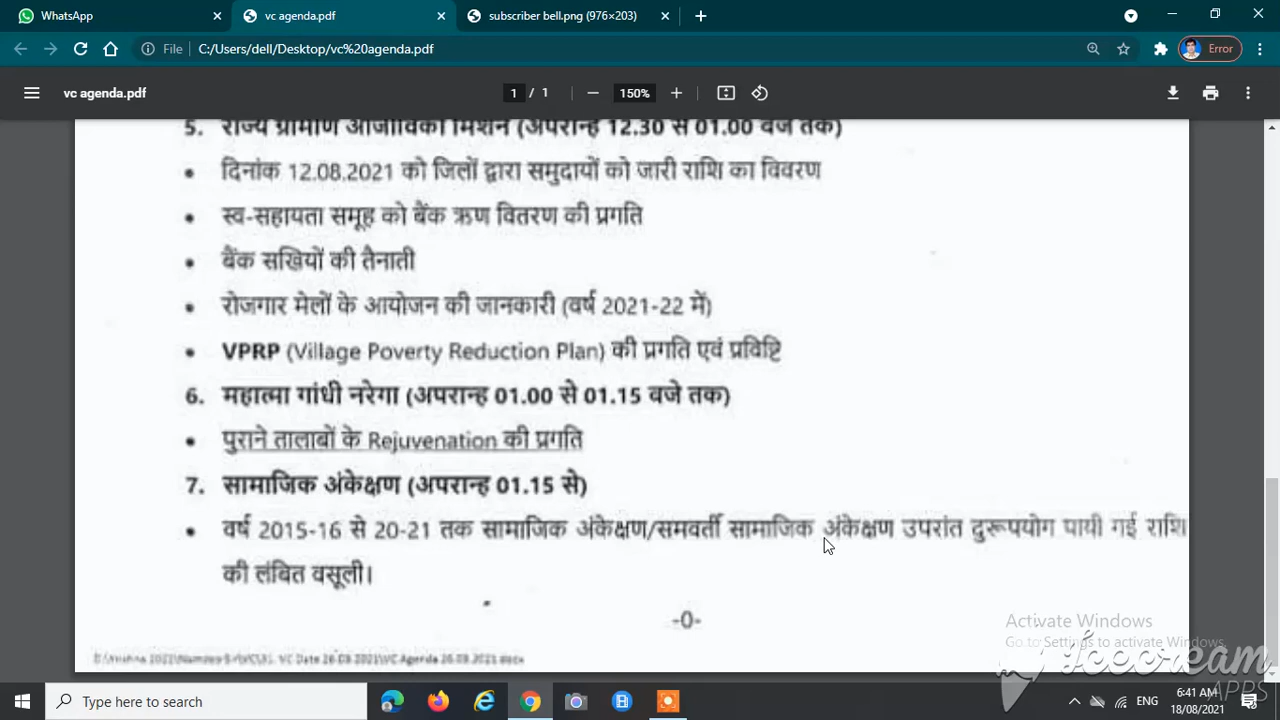 WhatsApp
vc agenda.pdf
subscriber bell.png (976×203)
File C:/Users/dell/Desktop/vc%20agenda.pdf
Error
vc agenda.pdf
1 / 1
150%
5. राज्य ग्रामीण आजीविका मिशन (अपरान्ह 12.30 से 01.00 बजे तक)
• दिनांक 12.08.2021 को जिलों द्वारा समुदायों को जारी राशि का विवरण
• स्व-सहायता समूह को बैंक ऋण वितरण की प्रगति
• बैंक सखियों की तैनाती
• रोजगार मेलों के आयोजन की जानकारी (वर्ष 2021-22 में)
• VPRP (Village Poverty Reduction Plan) की प्रगति एवं प्रविष्टि
6. महात्मा गांधी नरेगा (अपरान्ह 01.00 से 01.15 वजे तक)
• पुराने तालाबों के Rejuvenation की प्रगति
7. सामाजिक अंकेक्षण (अपरान्ह 01.15 से)
• वर्ष 2015-16 से 20-21 तक सामाजिक अंकेक्षण/समवर्ती सामाजिक अंकेक्षण उपरांत दुरूपयोग पायी गई राशि
की लंबित वसूली।
-0-
Activate Windows
Go to Settings to activate Windows.
Icecream
APPS
Type here to search
ENG
6:41 AM
18/08/2021